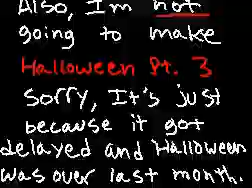 Also, I'm not
going to make
Halloween Pt. 3
Sorry, It's just
because it got
delayed and Halloween
was over last month.